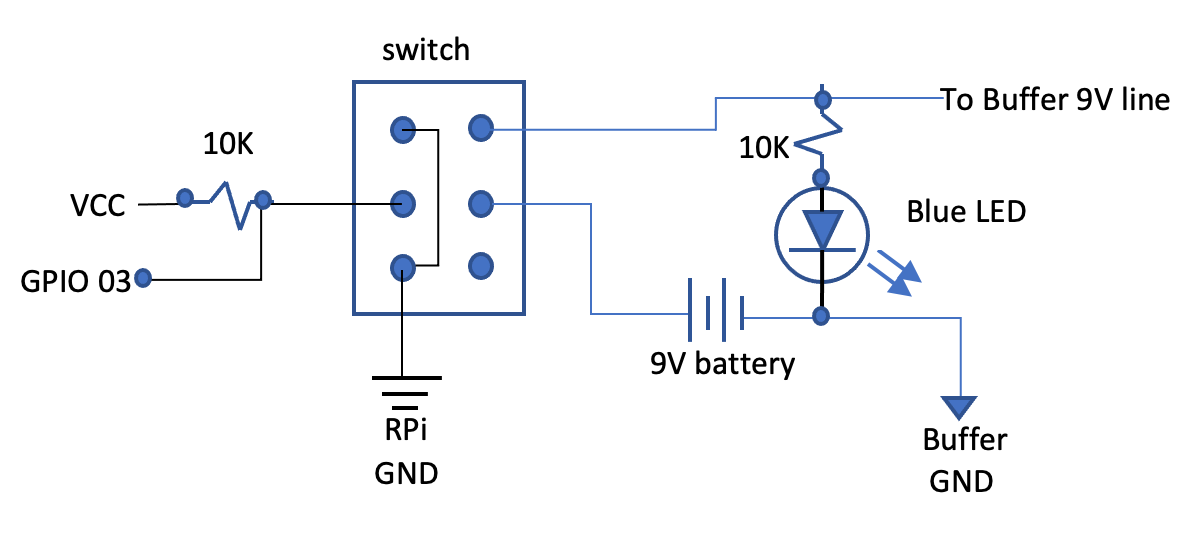 switch
To Buffer 9V line
10K
10K
VCC
Blue LED
GPIO 03
9V battery
RPi
GND
Buffer
GND